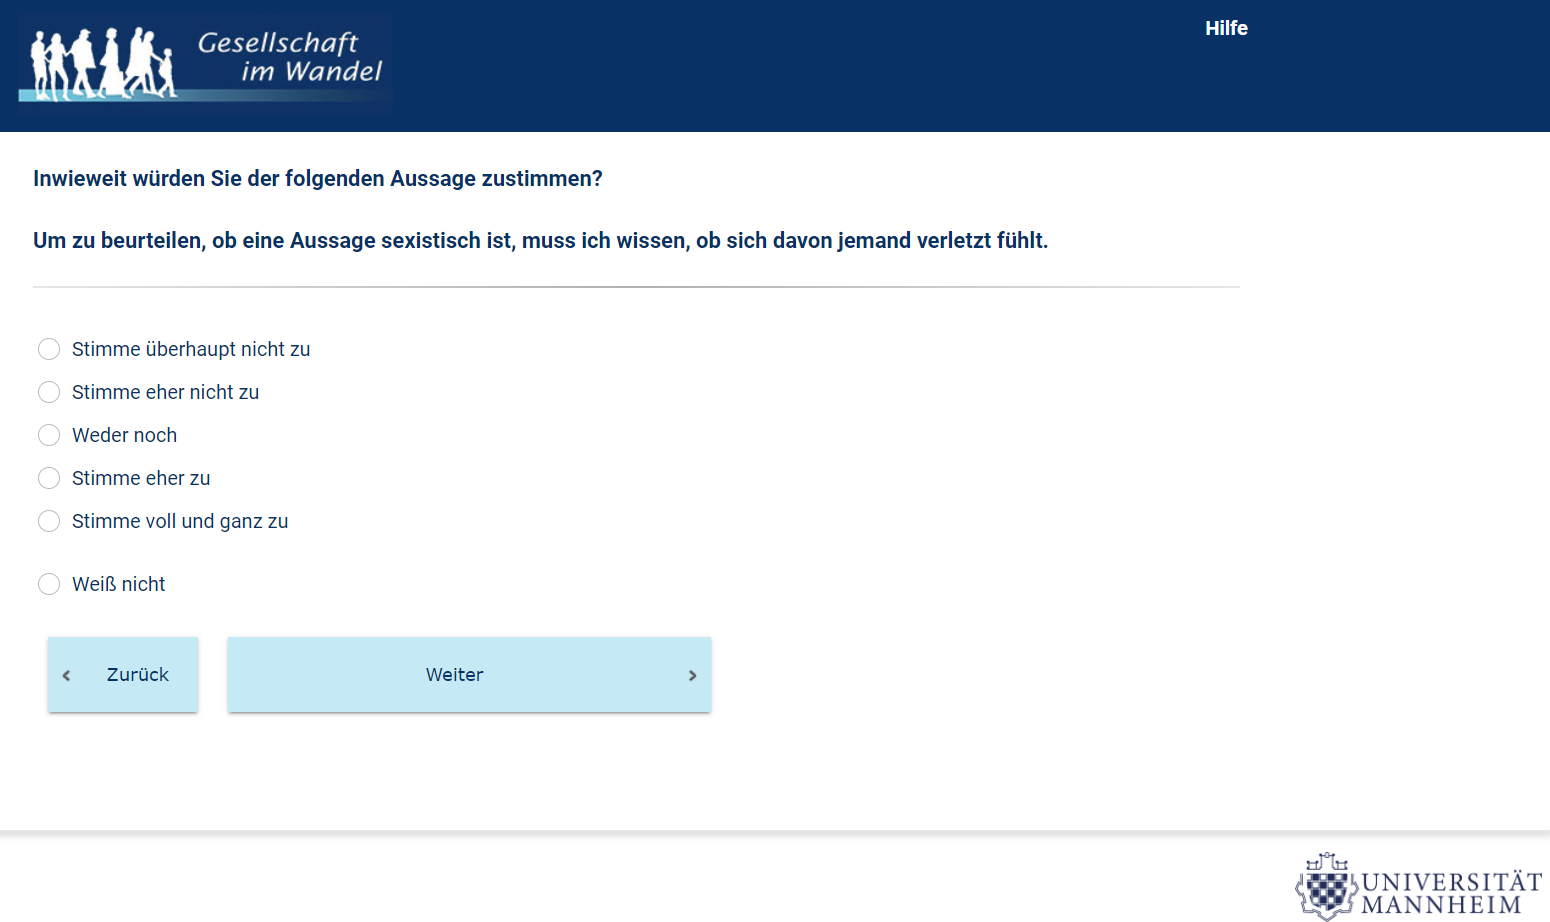 Gesellschaft
im Wandel
Hilfe
Inwieweit würden Sie der folgenden Aussage zustimmen?
Um zu beurteilen, ob eine Aussage sexistisch ist, muss ich wissen, ob sich davon jemand verletzt fühlt.
Stimme überhaupt nicht zu
Stimme eher nicht zu
Weder noch
Stimme eher zu
Stimme voll und ganz zu
Weiß nicht
Zurück
Weiter
UNIVERSITÄT
MANNHEIM